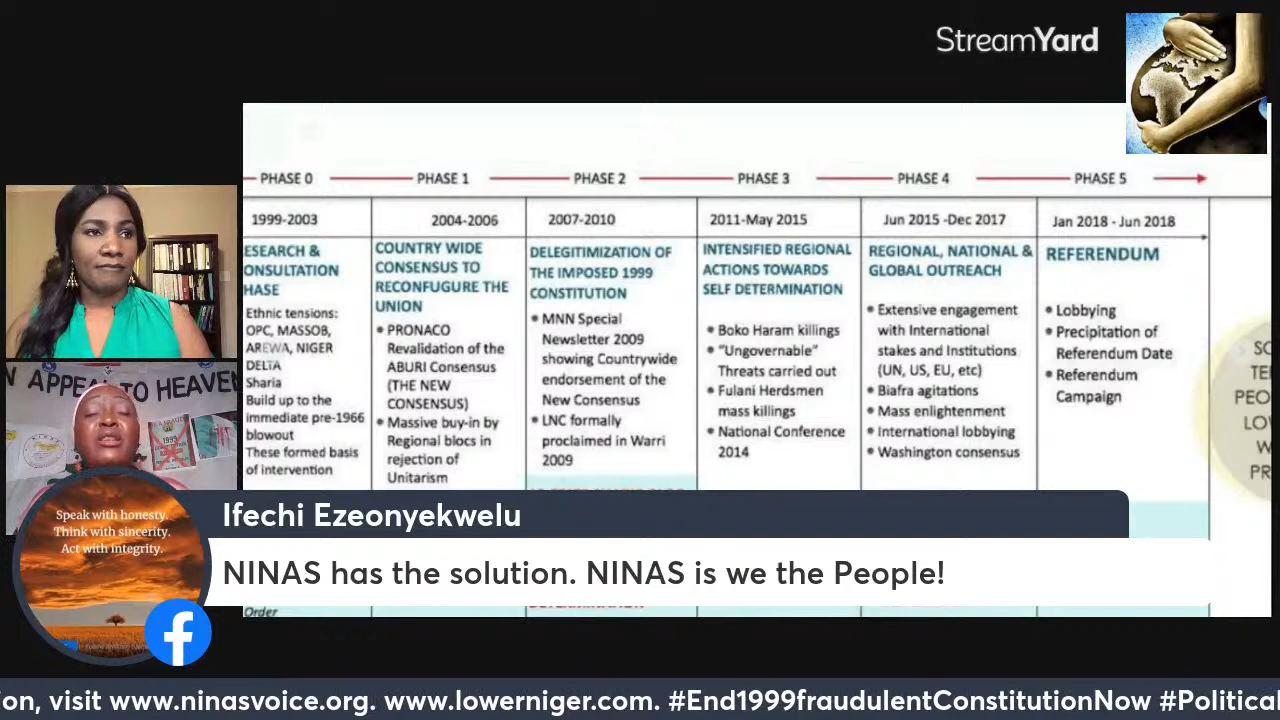 StreamYard
PHASE 0
PHASE 1
PHASE 2
PHASE 3
PHASE 4
PHASE 5
1999-2003
2004-2006
2007-2010
2011-May 2015
Jun 2015 -Dec 2017
Jan 2018 - Jun 2018
ESEARCH &
ONSULTATION
HASE
Ethnic tensions:
OPC, MASSOB,
AREWA, NIGER
DELTA
Sharia
Build up to the
immediate pre-1966
blowout
These formed basis
of intervention
Order
COUNTRY WIDE
CONSENSUS TO
RECONFUGURE THE
UNION
• PRONACO
Revalidation of the
ABURI Consensus
(THE NEW
CONSENSUS)
• Massive buy-in by
Regional blocs in
rejection of
Unitarism
DELEGITIMIZATION OF
THE IMPOSED 1999
CONSTITUTION
• MNN Special
Newsletter 2009
showing Countrywide
endorsement of the
New Consensus
• LNC formally
proclaimed in Warri
2009
INTENSIFIED REGIONAL
ACTIONS TOWARDS
SELF DETERMINATION
• Boko Haram killings
• "Ungovernable"
Threats carried out
• Fulani Herdsmen
mass killings
• National Conference
2014
REGIONAL, NATIONAL &
GLOBAL OUTREACH
• Extensive engagement
with International
stakes and Institutions
(UN, US, EU, etc)
• Biafra agitations
• Mass enlightenment
• International lobbying
• Washington consensus
REFERENDUM
• Lobbying
• Precipitation of
Referendum Date
• Referendum
Campaign
SO
TE
PEO
LO
W
PR
N APPEAL TO HEAVEN
1999
Speak with honesty.
Think with sincerity.
Act with integrity.
Ifechi Ezeonyekwelu
NINAS has the solution. NINAS is we the People!
ion, visit www.ninasvoice.org. www.lowerniger.com. #End1999fraudulentConstitutionNow #Political